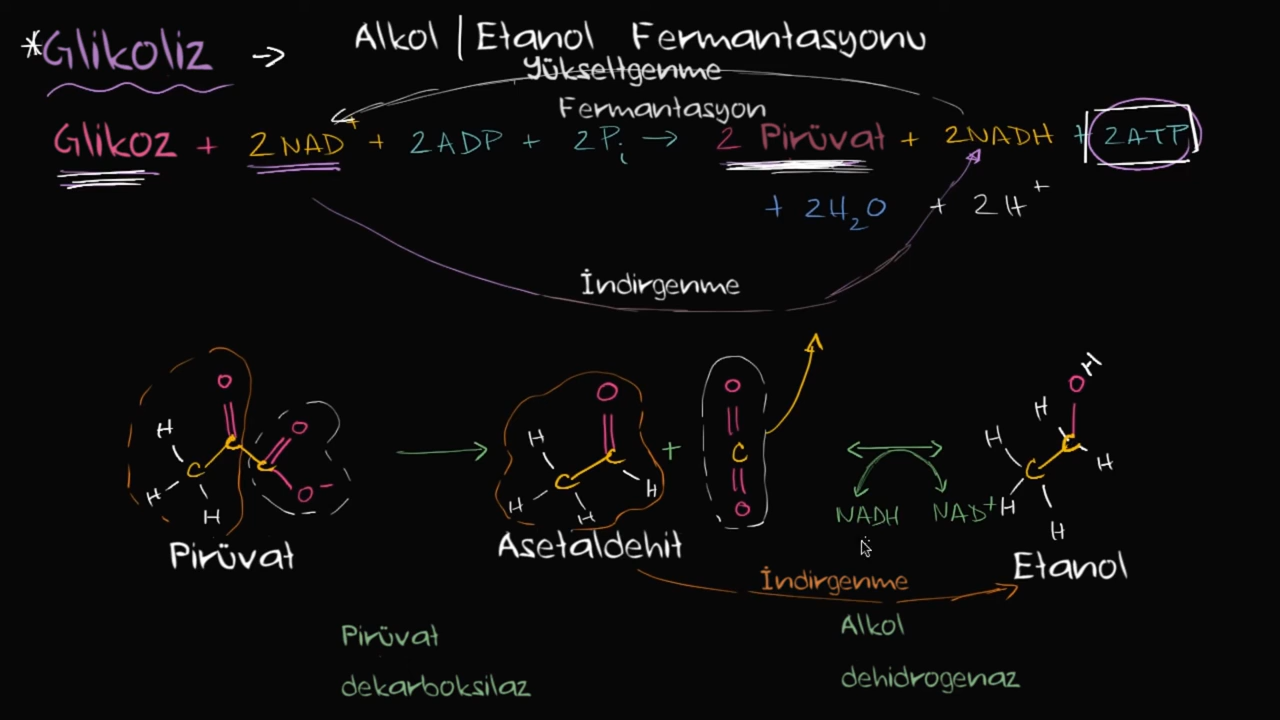 *Glikoliz → Alkol | Etanol Fermantasyonu
Yükseltgenme
Fermantasyon
Glikoz + 2NAD⁺ + 2ADP + 2Pᵢ → 2 Pirüvat + 2NADH + 2ATP
+ 2H₂O + 2H⁺
İndirgenme
O O H
H O O H H
H C C C + C C C
H O⁻ H H H H
H H O H
NADH NAD⁺
Pirüvat Asetaldehit Etanol
İndirgenme
Pirüvat Alkol
dekarboksilaz dehidrogenaz